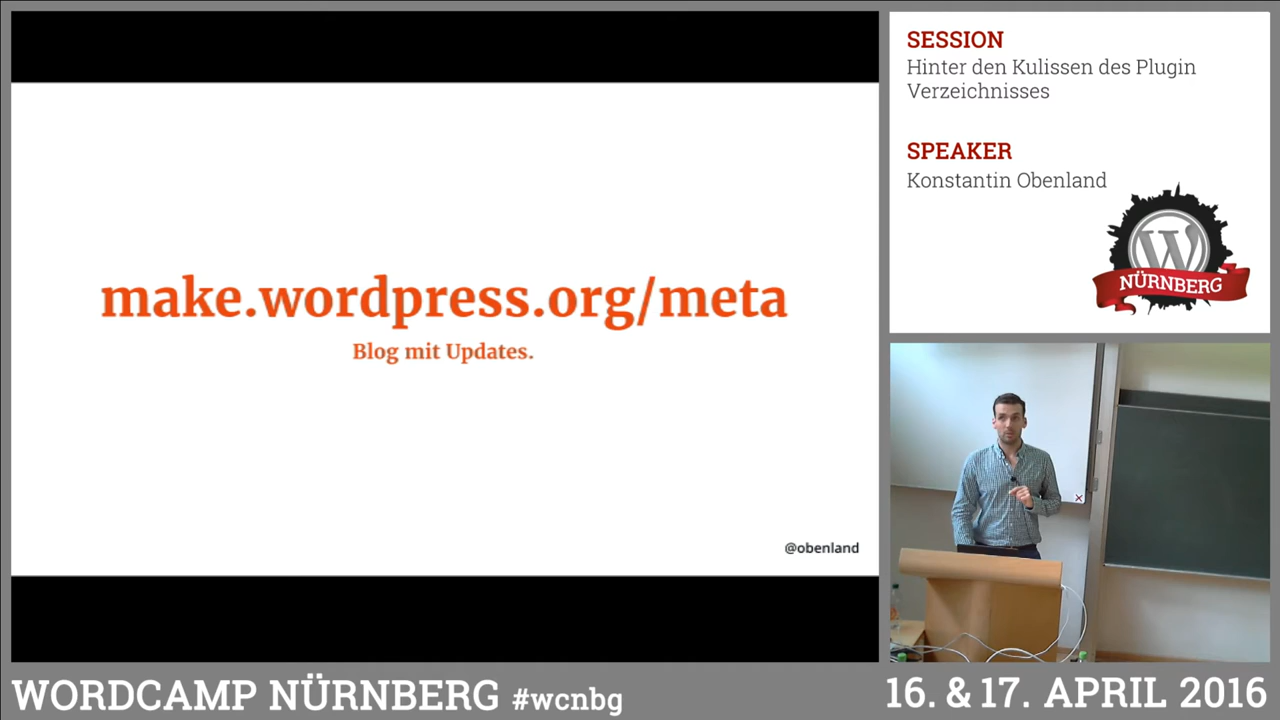 make.wordpress.org/meta
Blog mit Updates.
@obenland
SESSION
Hinter den Kulissen des Plugin
Verzeichnisses
SPEAKER
Konstantin Obenland
W
NÜRNBERG
WORDCAMP NÜRNBERG #wcnbg
16. & 17. APRIL 2016